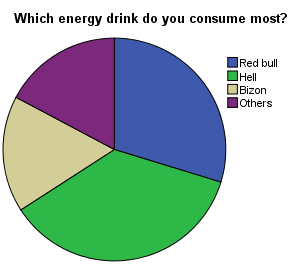 Which energy drink do you consume most?
Red bull
Hell
Bizon
Others